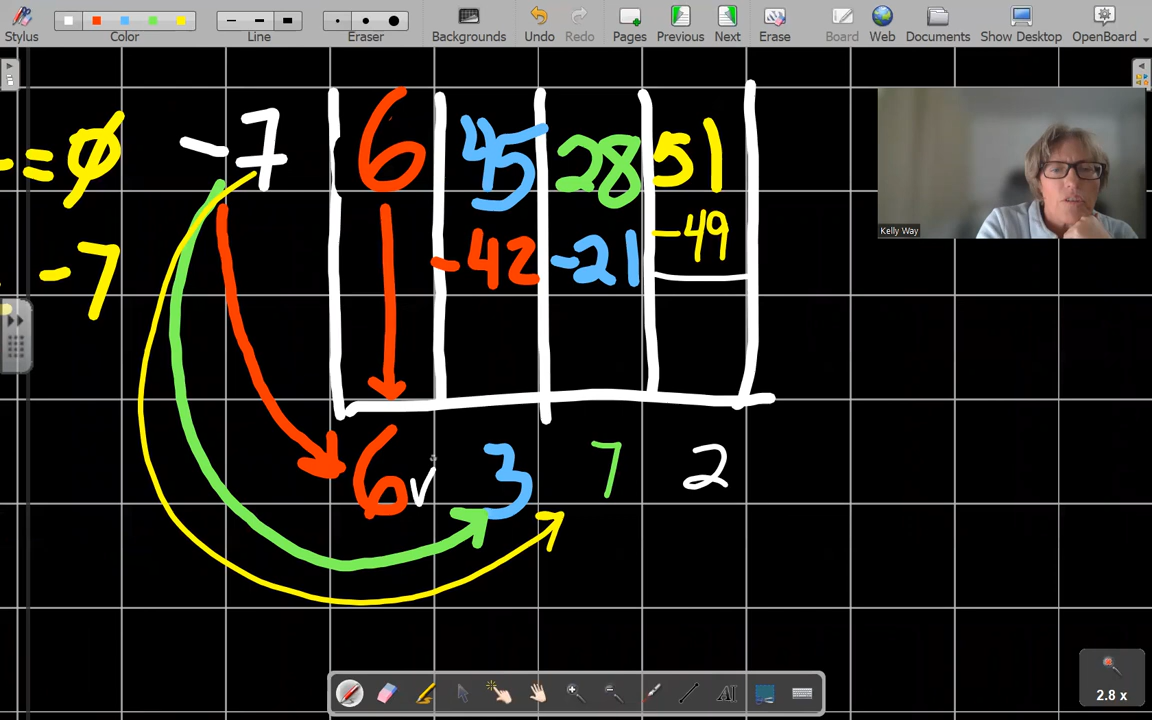 Stylus Color Line Eraser Backgrounds Undo Redo Pages Previous Next Erase Board Web Documents Show Desktop OpenBoard
= 0 -7 6 45 28 51
-7 -42 -21 -49
6v 3 7 2
Kelly Way
2.8 x